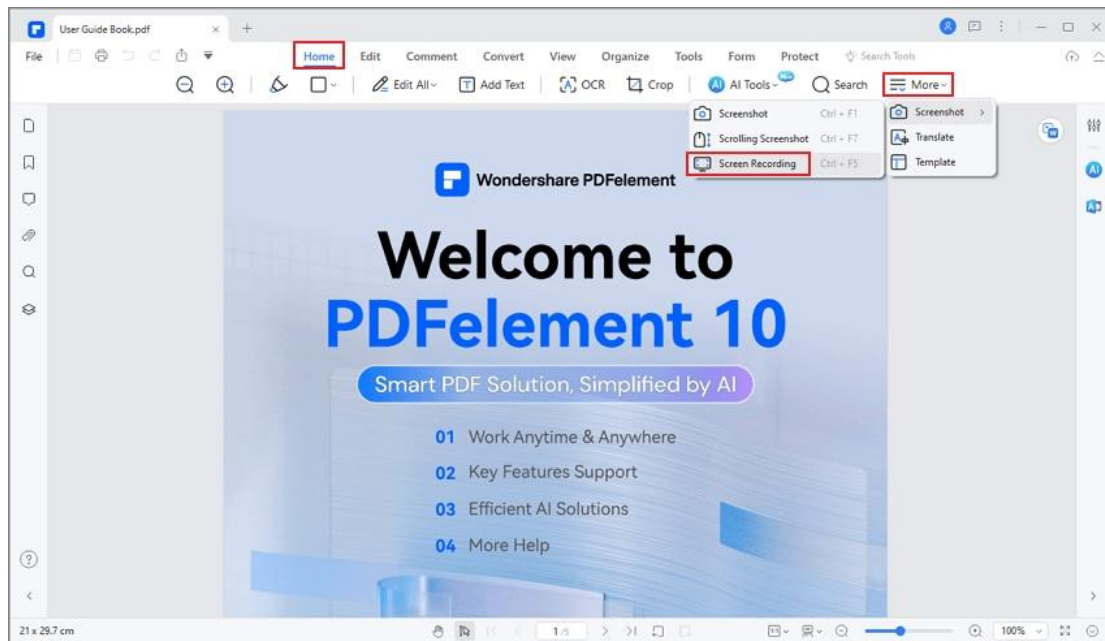 User Guide Book.pdf
File Home Edit Comment Convert View Organize Tools Form Protect Search Tools
Edit All Add Text OCR Crop AI Tools Search More
Screenshot Ctrl + F1
Scrolling Screenshot Ctrl + F7
Screen Recording Ctrl + F5
Screenshot
Translate
Template
Wondershare PDFelement
Welcome to
PDFelement 10
Smart PDF Solution, Simplified by AI
01 Work Anytime & Anywhere
02 Key Features Support
03 Efficient AI Solutions
04 More Help
21 x 29.7 cm 1/5 100%